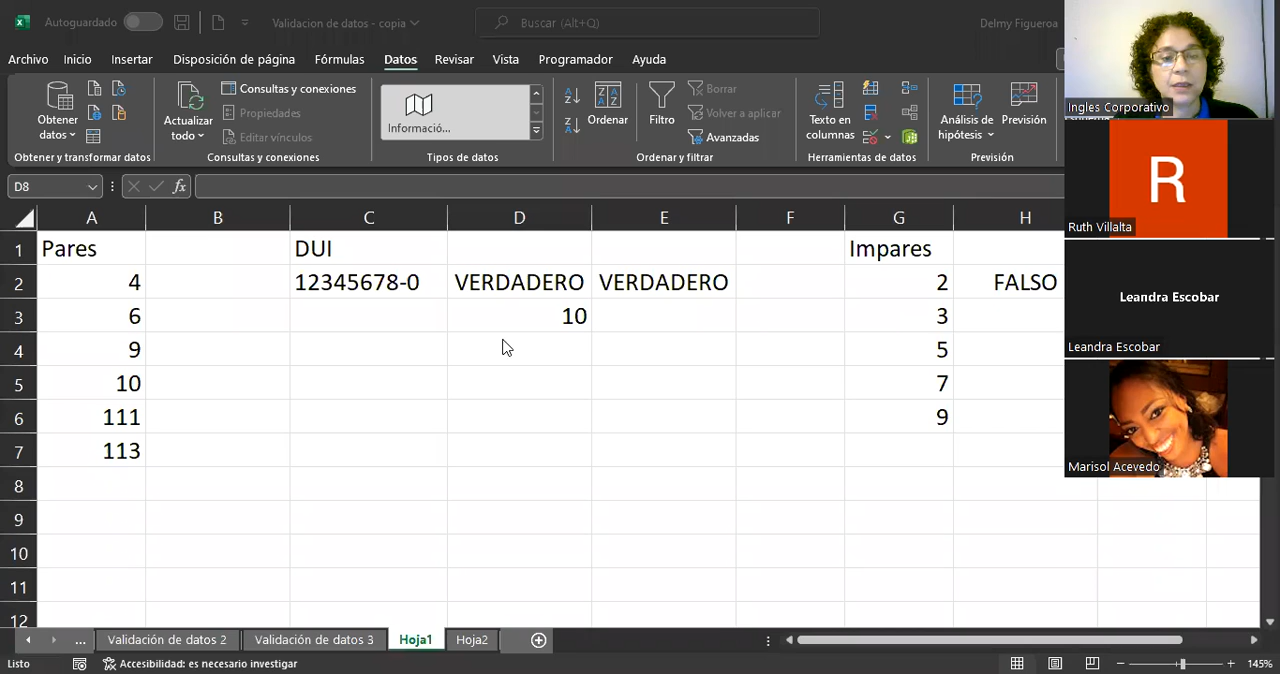 Autoguardado
Validacion de datos - copia
Buscar (Alt+Q)
Delmy Figueroa
Archivo Inicio Insertar Disposición de página Fórmulas Datos Revisar Vista Programador Ayuda
Obtener datos
Obtener y transformar datos
Actualizar todo
Consultas y conexiones
Propiedades
Editar vínculos
Consultas y conexiones
Informació...
Tipos de datos
Ordenar
Filtro
Borrar
Volver a aplicar
Avanzadas
Ordenar y filtrar
Texto en columnas
Herramientas de datos
Análisis de hipótesis
Previsión
Previsión
D8 fx
A B C D E F G H
1 Pares DUI Impares
2 4 12345678-0 VERDADERO VERDADERO 2 FALSO
3 6 10 3
4 9 5
5 10 7
6 111 9
7 113
8
9
10
11
12
... Validación de datos 2 Validación de datos 3 Hoja1 Hoja2
Listo Accesibilidad: es necesario investigar 145%
Ingles Corporativo
R
Ruth Villalta
Leandra Escobar
Leandra Escobar
Marisol Acevedo